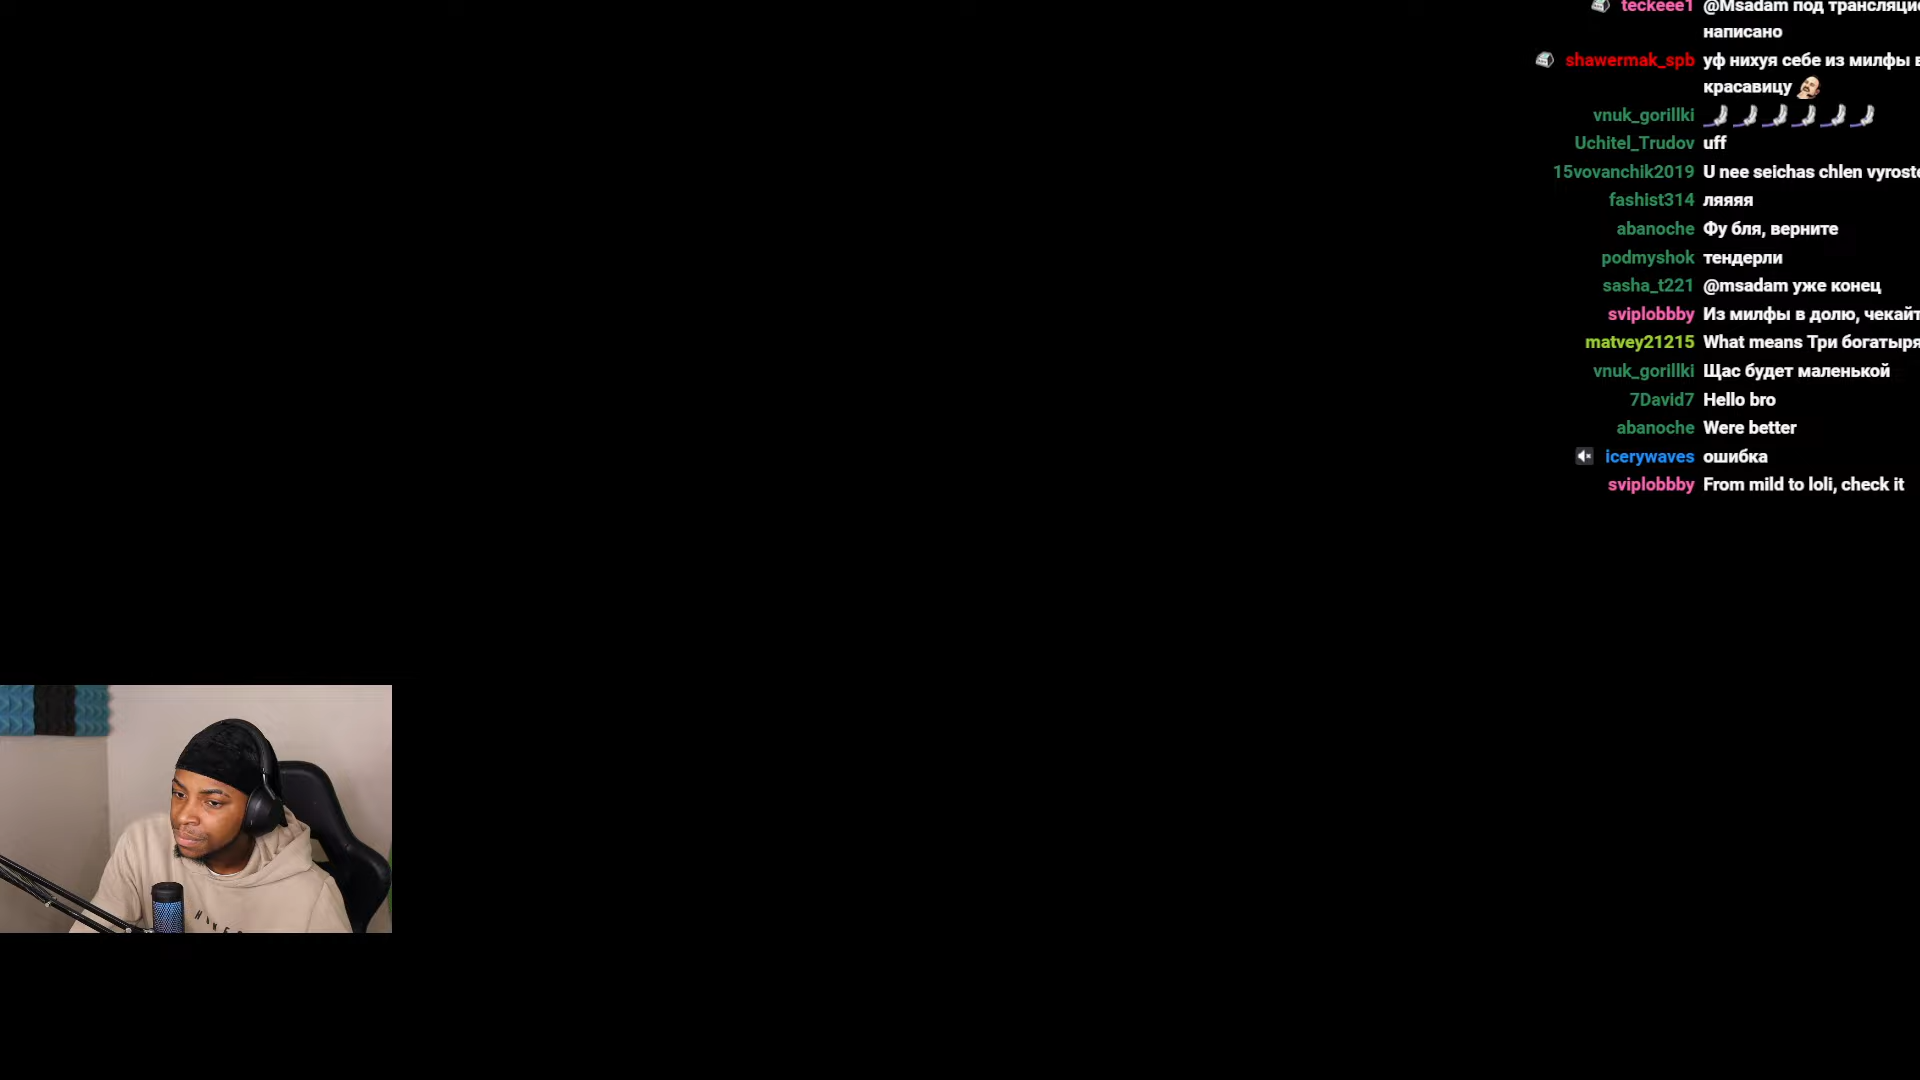 teckeee1 @Msadam под
написано
shawermak_spb уф нихуя себе из милфы в
красавицу
vnuk_gorillki
Uchitel_Trudov uff
15vovanchik2019 U nee seichas chlen
fashist314 ляяяя
abanoche Фу бля, верните
podmyshok тендерли
sasha_t221 @msadam уже конец
sviplobbby Из милфы в долю,
matvey21215 What means Три богатыря
vnuk_gorillki Щас будет маленькой
7David7 Hello bro
abanoche Were better
icerywaves ошибка
sviplobbby From mild to loli, check it